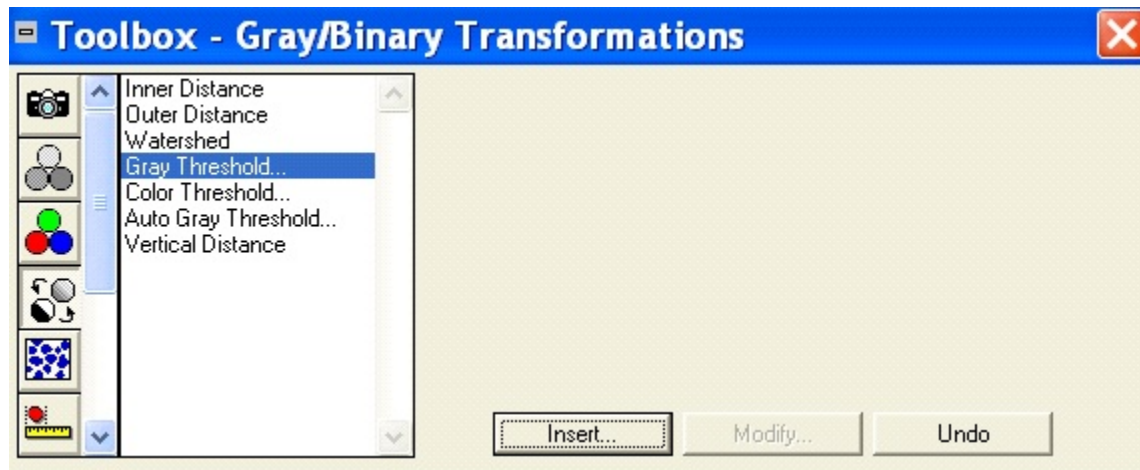 Toolbox - Gray/Binary Transformations
Inner Distance
Outer Distance
Watershed
Gray Threshold...
Color Threshold...
Auto Gray Threshold...
Vertical Distance
Insert... Modify... Undo